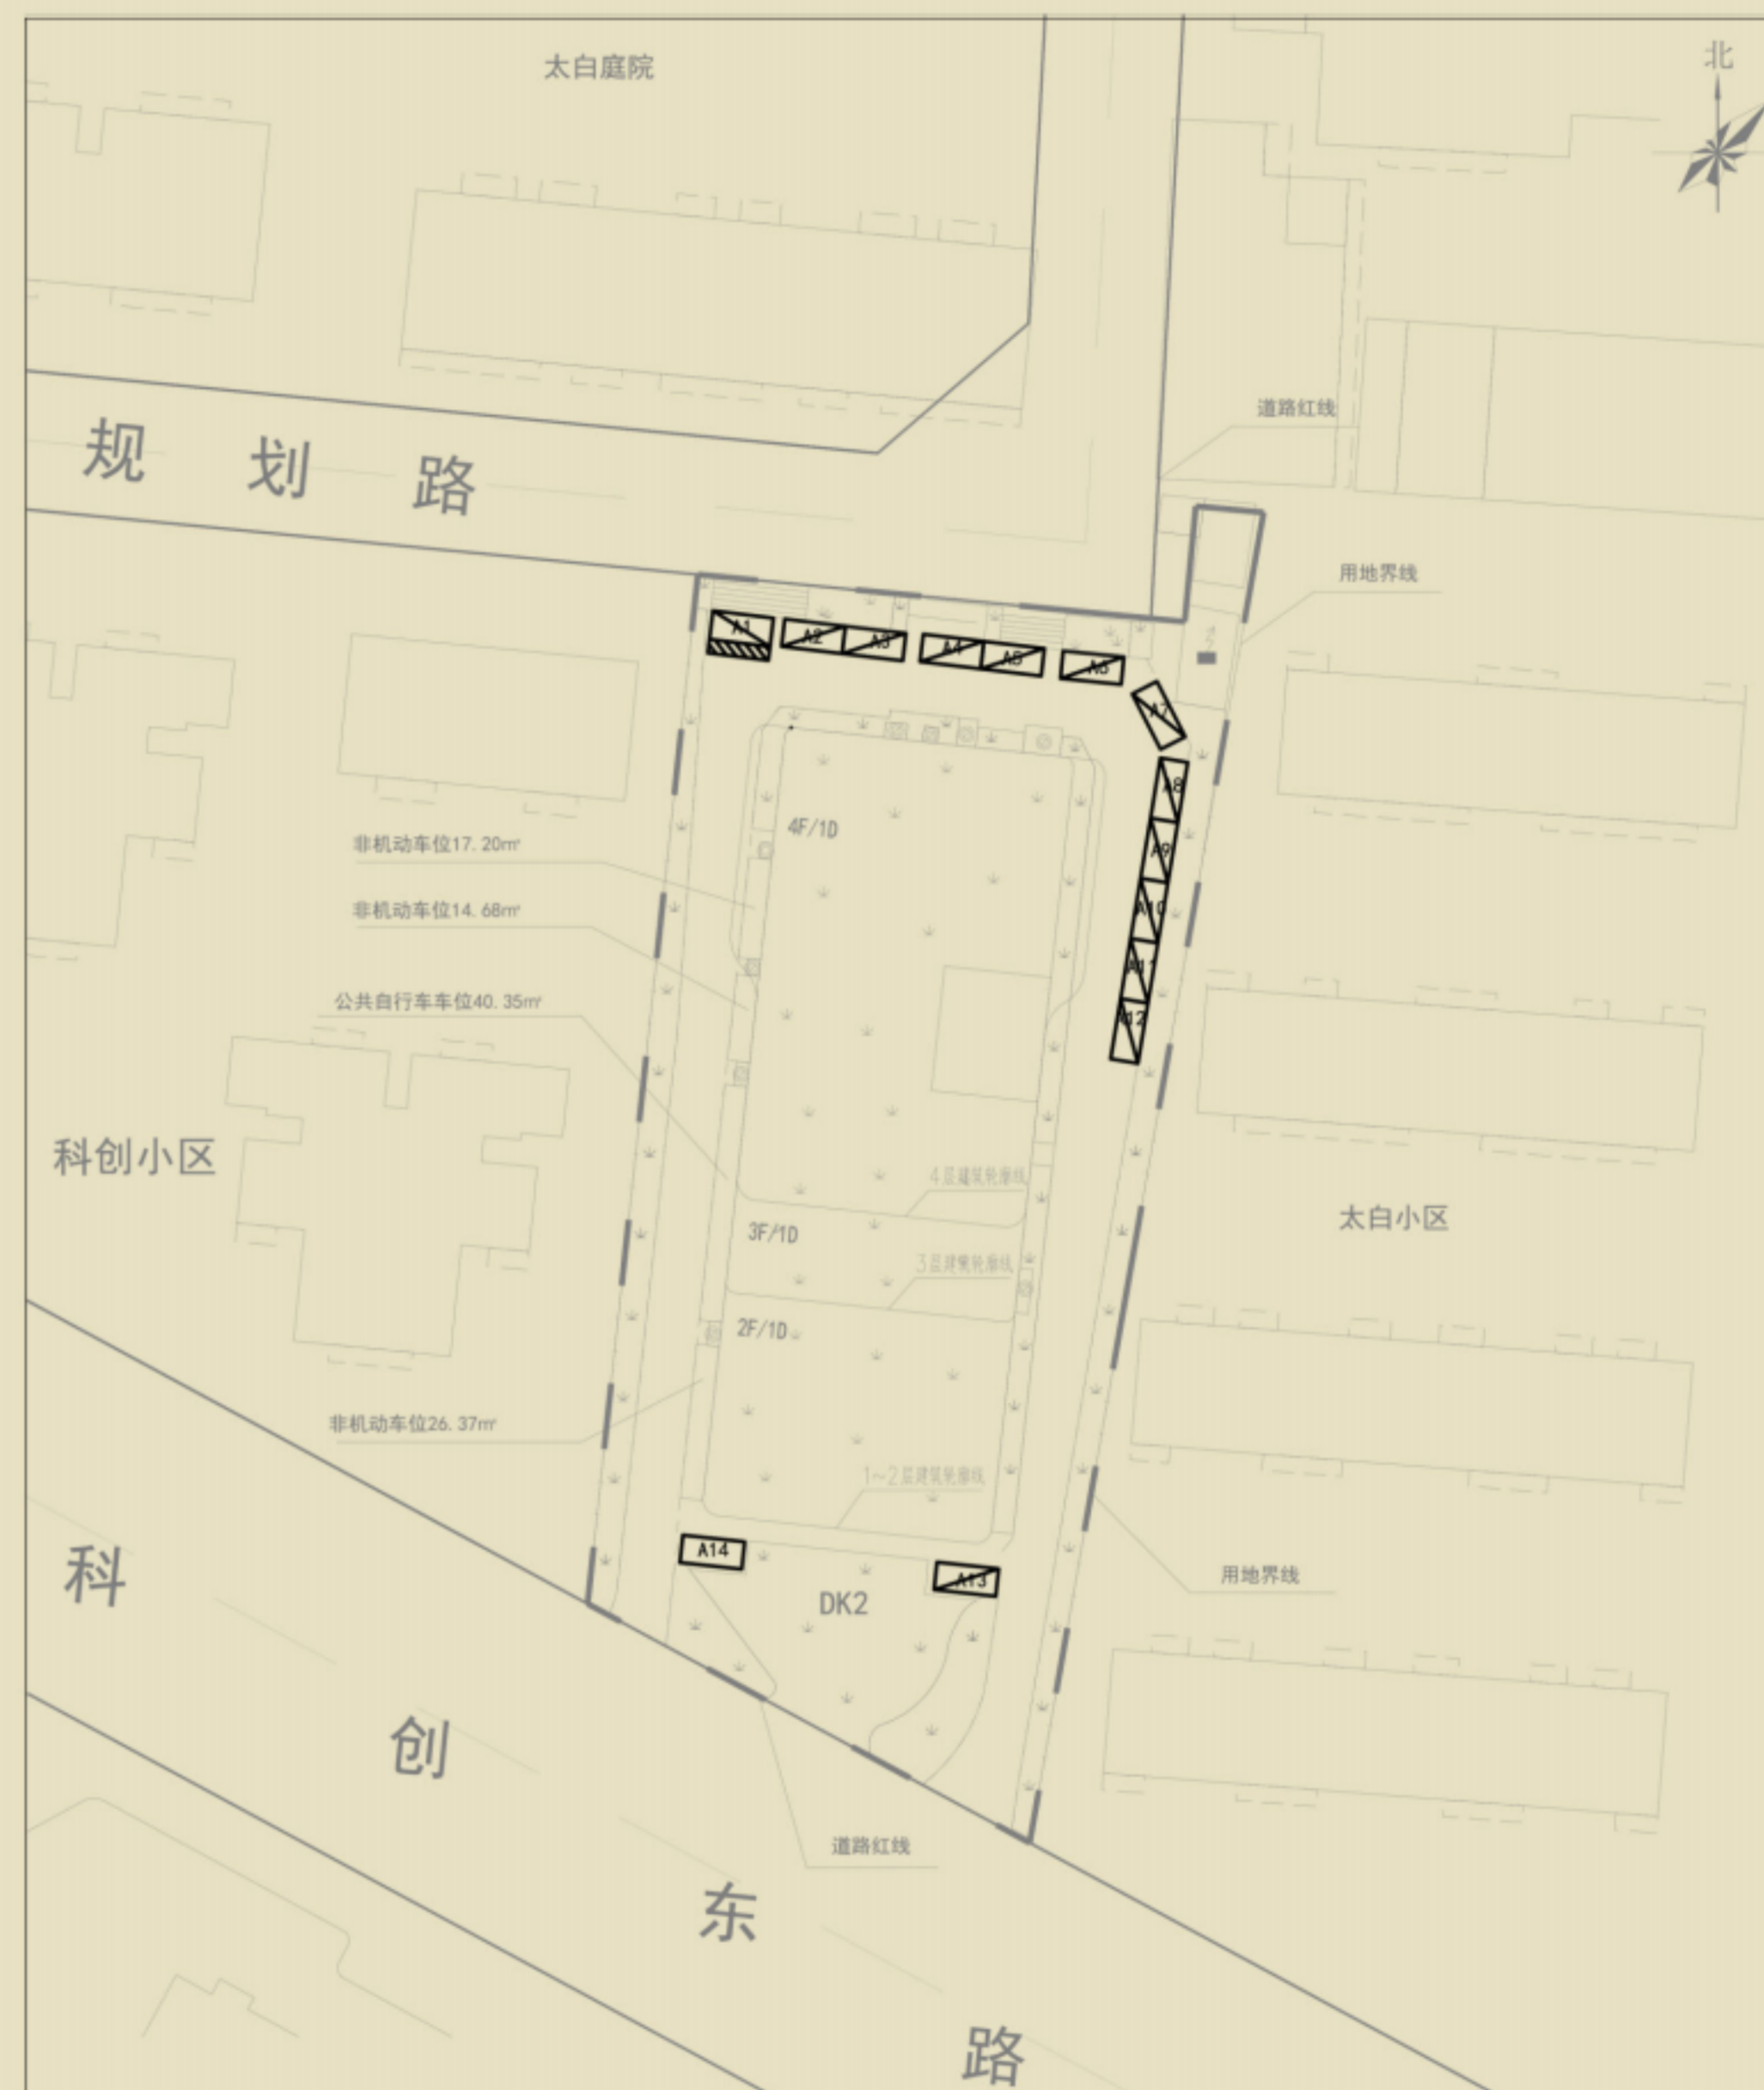 太白庭院
北
道路红线
规划路
用地界线
A1
A2
A3
A4
A5
A6
A7
A8
A9
A10
A11
A12
4F/1D
非机动车位17.20㎡
非机动车位14.68㎡
公共自行车车位40.35㎡
科创小区
4层建筑轮廓线
太白小区
3F/1D
3层建筑轮廓线
2F/1D
非机动车位26.37㎡
1~2层建筑轮廓线
A14
A13
DK2
用地界线
道路红线
科创东路